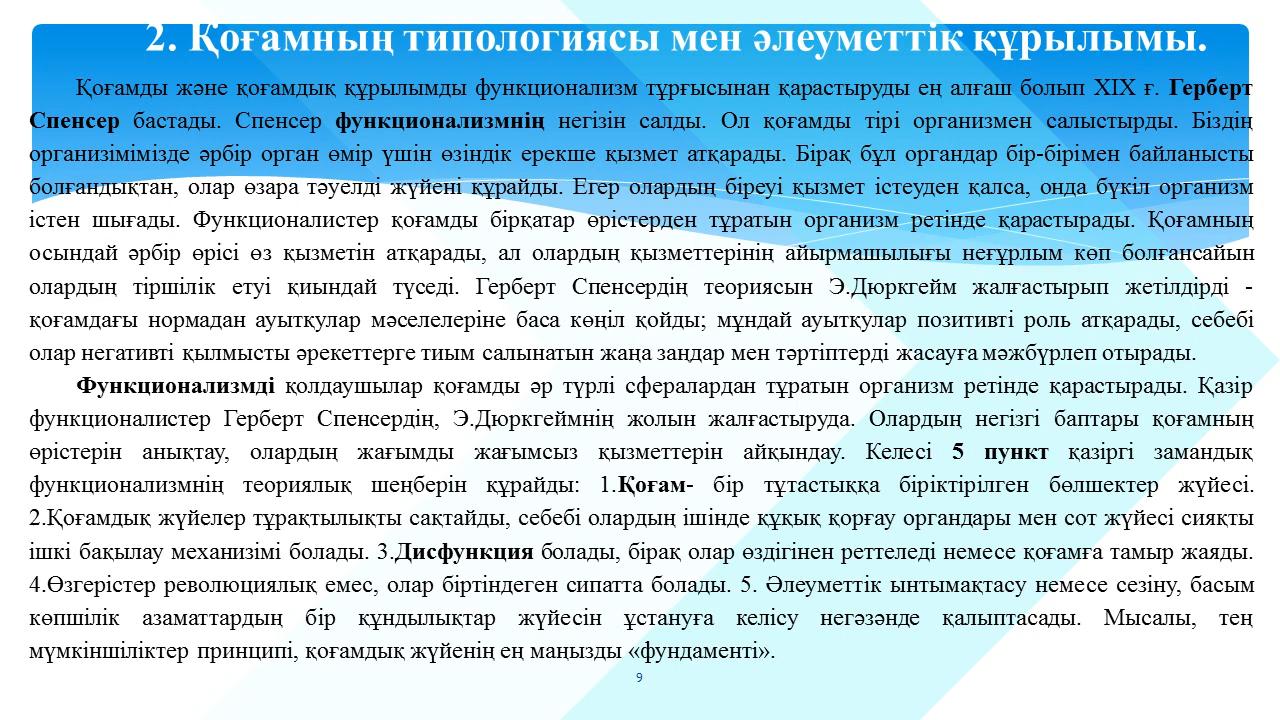 2. Қоғамның типологиясы мен әлеуметтік құрылымы.
Қоғамды және қоғамдық құрылымды функционализм тұрғысынан қарастыруды ең алғаш болып XIX ғ. Герберт
Спенсер бастады. Спенсер функционализмнің негізін салды. Ол қоғамды тірі организмен салыстырды. Біздің
организімімізде әрбір орган өмір үшін өзіндік ерекше қызмет атқарады. Бірақ бұл органдар бір-бірімен байланысты
болғандықтан, олар өзара тәуелді жүйені құрайды. Егер олардың біреуі қызмет істеуден қалса, онда бүкіл организм
істен шығады. Функционалистер қоғамды бірқатар өрістерден тұратын организм ретінде қарастырады. Қоғамның
осындай әрбір өрісі өз қызметін атқарады, ал олардың қызметтерінің айырмашылығы неғұрлым көп болғансайын
олардың тіршілік етуі қиындай түседі. Герберт Спенсердің теориясын Э.Дюркгейм жалғастырып жетілдірді -
қоғамдағы нормадан ауытқулар мәселелеріне баса көңіл қойды; мұндай ауытқулар позитивті роль атқарады, себебі
олар негативті қылмысты әрекеттерге тиым салынатын жаңа заңдар мен тәртіптерді жасауға мәжбүрлеп отырады.
Функционализмді қолдаушылар қоғамды әр түрлі сфералардан тұратын организм ретінде қарастырады. Қазір
функционалистер Герберт Спенсердің, Э.Дюркгеймнің жолын жалғастыруда. Олардың негізгі баптары қоғамның
өрістерін анықтау, олардың жағымды жағымсыз қызметтерін айқындау. Келесі 5 пункт қазіргі замандық
функционализмнің теориялық шеңберін құрайды: 1.Қоғам- бір тұтастыққа біріктірілген бөлшектер жүйесі.
2.Қоғамдық жүйелер тұрақтылықты сақтайды, себебі олардың ішінде құқық қорғау органдары мен сот жүйесі сияқты
ішкі бақылау механизімі болады. 3.Дисфункция болады, бірақ олар өздігінен реттеледі немесе қоғамға тамыр жаяды.
4.Өзгерістер революциялық емес, олар біртіндеген сипатта болады. 5. Әлеуметтік ынтымақтасу немесе сезіну, басым
көпшілік азаматтардың бір құндылықтар жүйесін ұстануға келісу негәзәнде қалыптасады. Мысалы, тең
мүмкіншіліктер принципі, қоғамдық жүйенің ең маңызды «фундаменті».
9